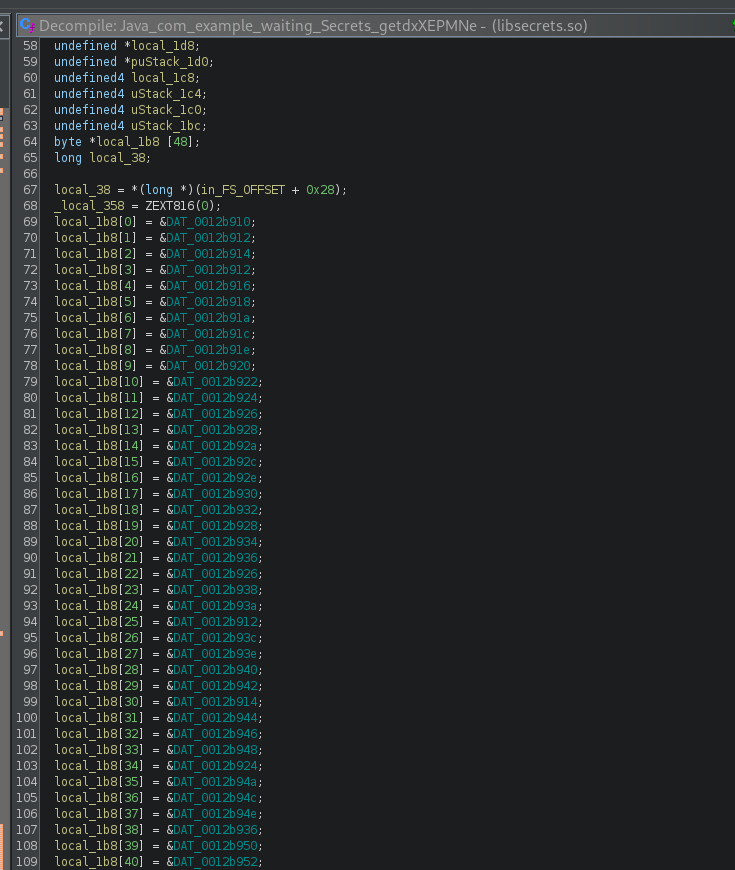 Decompile: Java_com_example_waiting_Secrets_getdxXEPMNe - (libsecrets.so)
58 undefined *local_1d8;
59 undefined *puStack_1d0;
60 undefined4 local_1c8;
61 undefined4 uStack_1c4;
62 undefined4 uStack_1c0;
63 undefined4 uStack_1bc;
64 byte *local_1b8 [48];
65 long local_38;
66
67 local_38 = *(long *)(in_FS_OFFSET + 0x28);
68 _local_358 = ZEXT816(0);
69 local_1b8[0] = &DAT_0012b910;
70 local_1b8[1] = &DAT_0012b912;
71 local_1b8[2] = &DAT_0012b914;
72 local_1b8[3] = &DAT_0012b912;
73 local_1b8[4] = &DAT_0012b916;
74 local_1b8[5] = &DAT_0012b918;
75 local_1b8[6] = &DAT_0012b91a;
76 local_1b8[7] = &DAT_0012b91c;
77 local_1b8[8] = &DAT_0012b91e;
78 local_1b8[9] = &DAT_0012b920;
79 local_1b8[10] = &DAT_0012b922;
80 local_1b8[11] = &DAT_0012b924;
81 local_1b8[12] = &DAT_0012b926;
82 local_1b8[13] = &DAT_0012b928;
83 local_1b8[14] = &DAT_0012b92a;
84 local_1b8[15] = &DAT_0012b92c;
85 local_1b8[16] = &DAT_0012b92e;
86 local_1b8[17] = &DAT_0012b930;
87 local_1b8[18] = &DAT_0012b932;
88 local_1b8[19] = &DAT_0012b928;
89 local_1b8[20] = &DAT_0012b934;
90 local_1b8[21] = &DAT_0012b936;
91 local_1b8[22] = &DAT_0012b926;
92 local_1b8[23] = &DAT_0012b938;
93 local_1b8[24] = &DAT_0012b93a;
94 local_1b8[25] = &DAT_0012b912;
95 local_1b8[26] = &DAT_0012b93c;
96 local_1b8[27] = &DAT_0012b93e;
97 local_1b8[28] = &DAT_0012b940;
98 local_1b8[29] = &DAT_0012b942;
99 local_1b8[30] = &DAT_0012b914;
100 local_1b8[31] = &DAT_0012b944;
101 local_1b8[32] = &DAT_0012b946;
102 local_1b8[33] = &DAT_0012b948;
103 local_1b8[34] = &DAT_0012b924;
104 local_1b8[35] = &DAT_0012b94a;
105 local_1b8[36] = &DAT_0012b94c;
106 local_1b8[37] = &DAT_0012b94e;
107 local_1b8[38] = &DAT_0012b936;
108 local_1b8[39] = &DAT_0012b950;
109 local_1b8[40] = &DAT_0012b952;